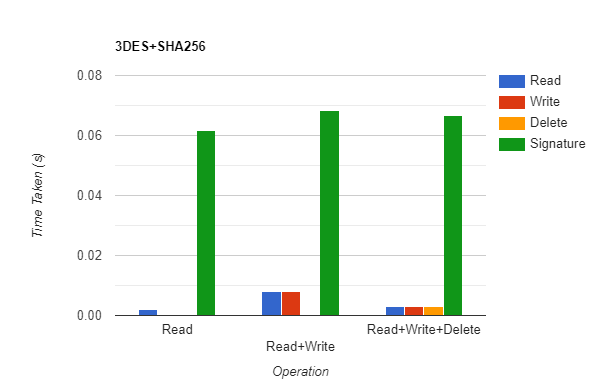 3DES+SHA256
0.08
0.06
0.04
0.02
0.00
Time Taken (s)
Read
Read+Write
Read+Write+Delete
Operation
Read
Write
Delete
Signature